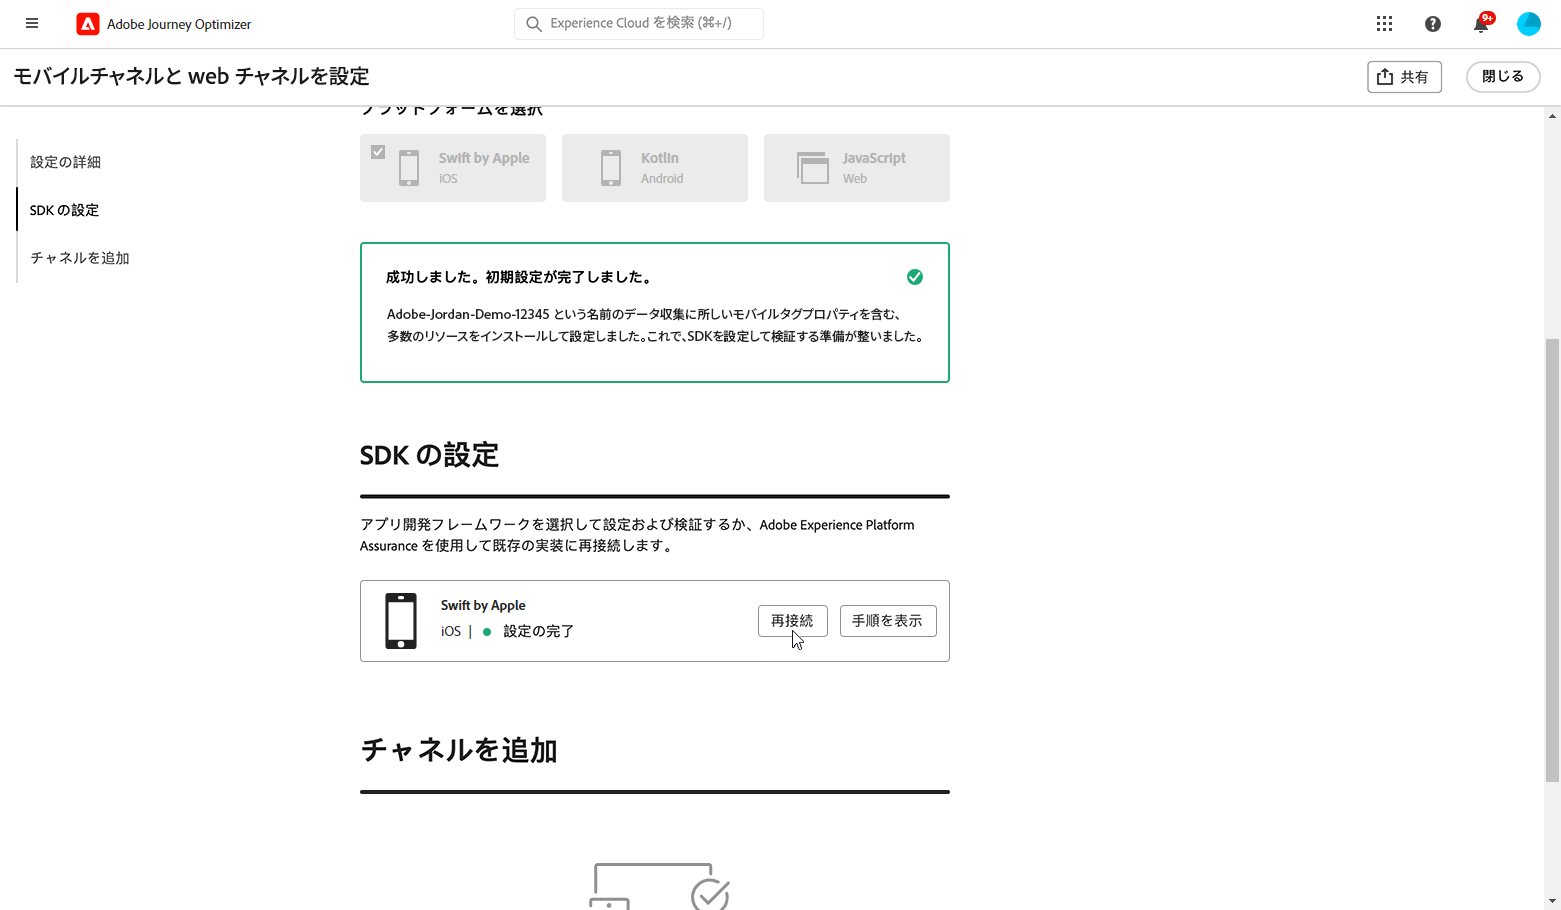 Adobe Journey Optimizer
Experience Cloud を検索 (⌘+/)
9+
モバイルチャネルと web チャネルを設定
共有
閉じる
設定の詳細
SDK の設定
チャネルを追加
プラットフォームを選択
Swift by Apple
iOS
Kotlin
Android
JavaScript
Web
成功しました。初期設定が完了しました。
Adobe-Jordan-Demo-12345 という名前のデータ収集に所しいモバイルタグプロパティを含む、
多数のリソースをインストールして設定しました。これで、SDKを設定して検証する準備が整いました。
SDK の設定
アプリ開発フレームワークを選択して設定および検証するか、Adobe Experience Platform
Assurance を使用して既存の実装に再接続します。
Swift by Apple
iOS | 設定の完了
再接続
手順を表示
チャネルを追加